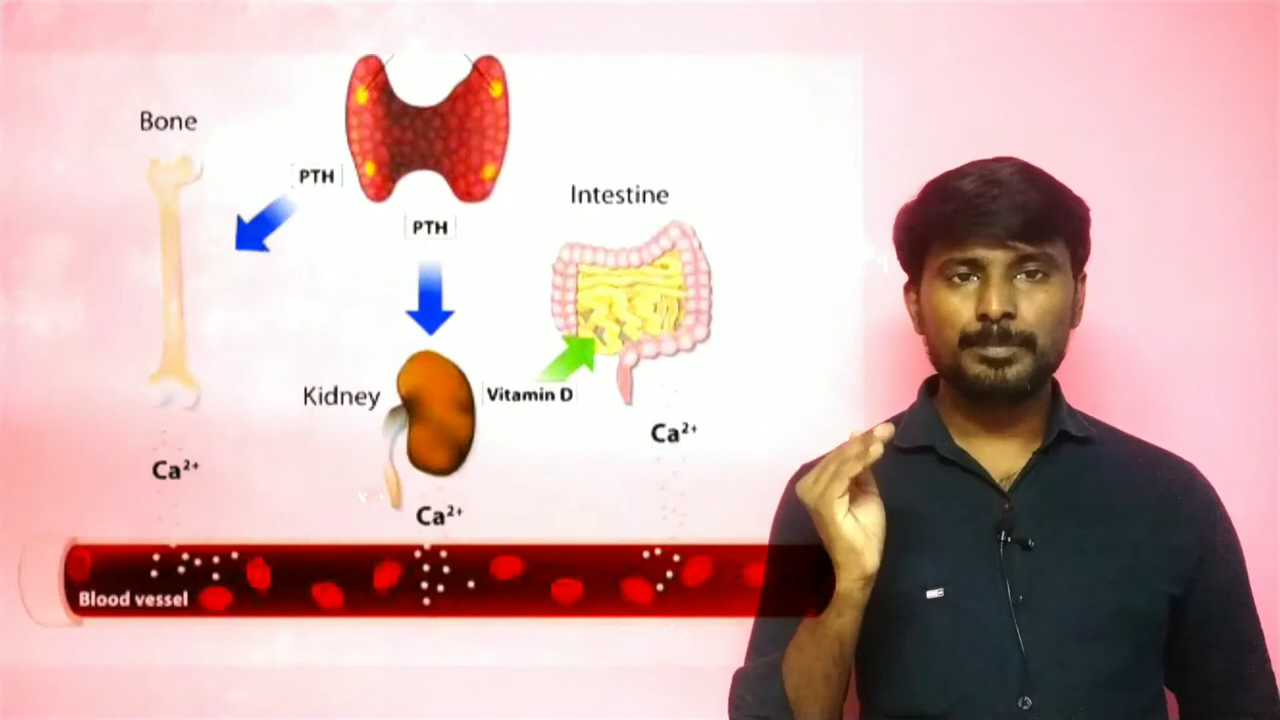 Bone
PTH
PTH
Intestine
Kidney
Vitamin D
Ca²⁺
Ca²⁺
Ca²⁺
Blood vessel